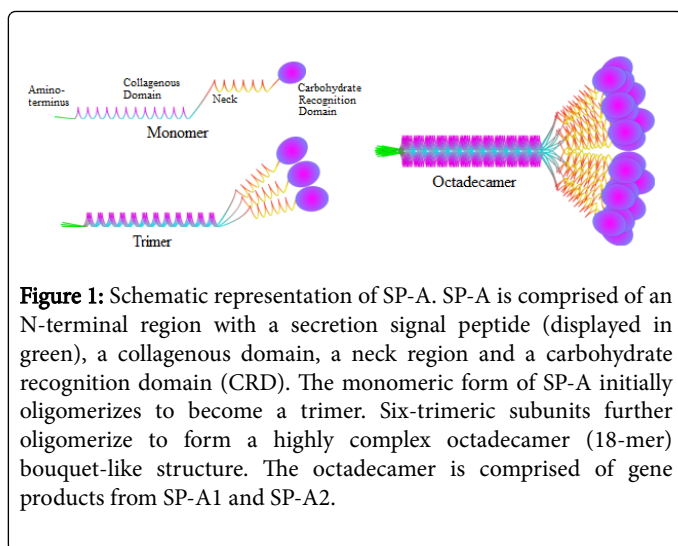 Amino-
terminus
Collagenous
Domain
Neck
Carbohydrate
Recognition
Domain
Monomer
Trimer
Octadecamer
Figure 1: Schematic representation of SP-A. SP-A is comprised of an
N-terminal region with a secretion signal peptide (displayed in
green), a collagenous domain, a neck region and a carbohydrate
recognition domain (CRD). The monomeric form of SP-A initially
oligomerizes to become a trimer. Six-trimeric subunits further
oligomerize to form a highly complex octadecamer (18-mer)
bouquet-like structure. The octadecamer is comprised of gene
products from SP-A1 and SP-A2.